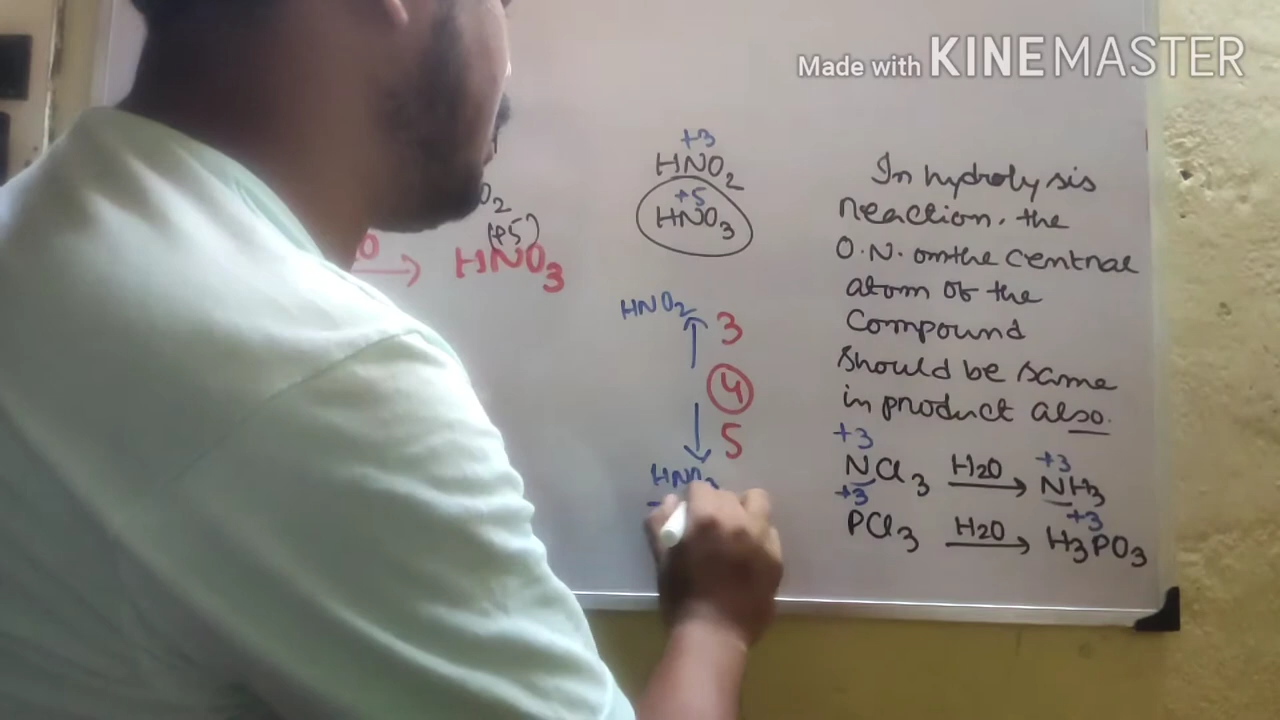 Made with KINEMASTER
+3
HNO2
+5
HNO3
O2
(+5)
HNO3
HNO2
3
4
5
In hydrolysis
reaction, the
O.N. on the central
atom of the
Compound
should be same
in product also.
+3 +3
NCl3 H2O → NH3
+3 +3
PCl3 H2O → H3PO3